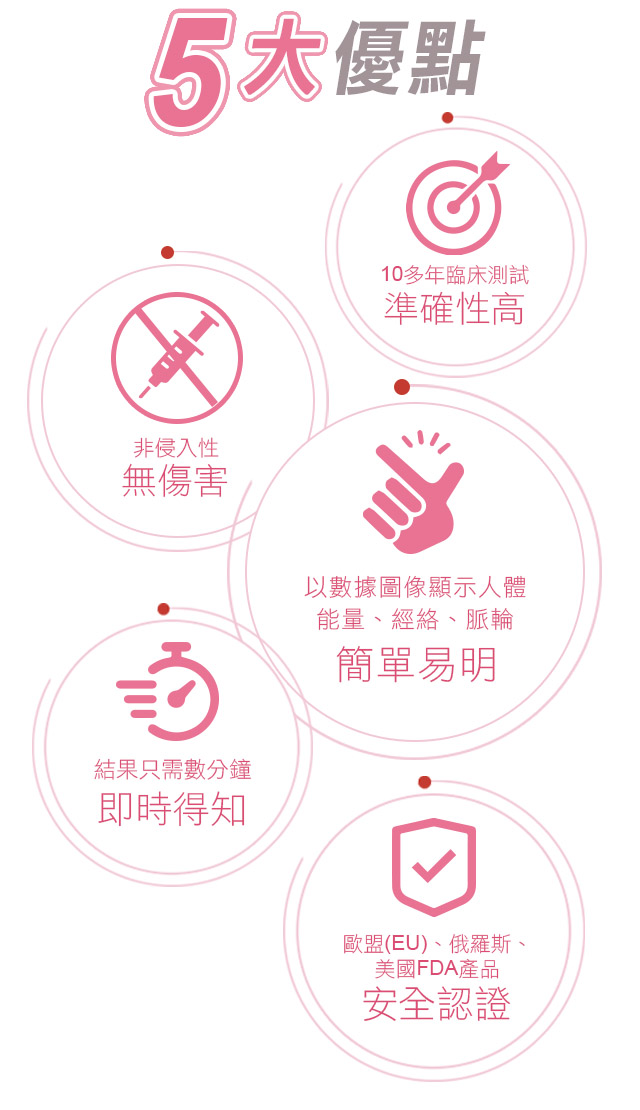 5大優點
10多年臨床測試
準確性高
非侵入性
無傷害
以數據圖像顯示人體
能量、經絡、脈輪
簡單易明
結果只需數分鐘
即時得知
歐盟(EU)、俄羅斯、
美國FDA產品
安全認證